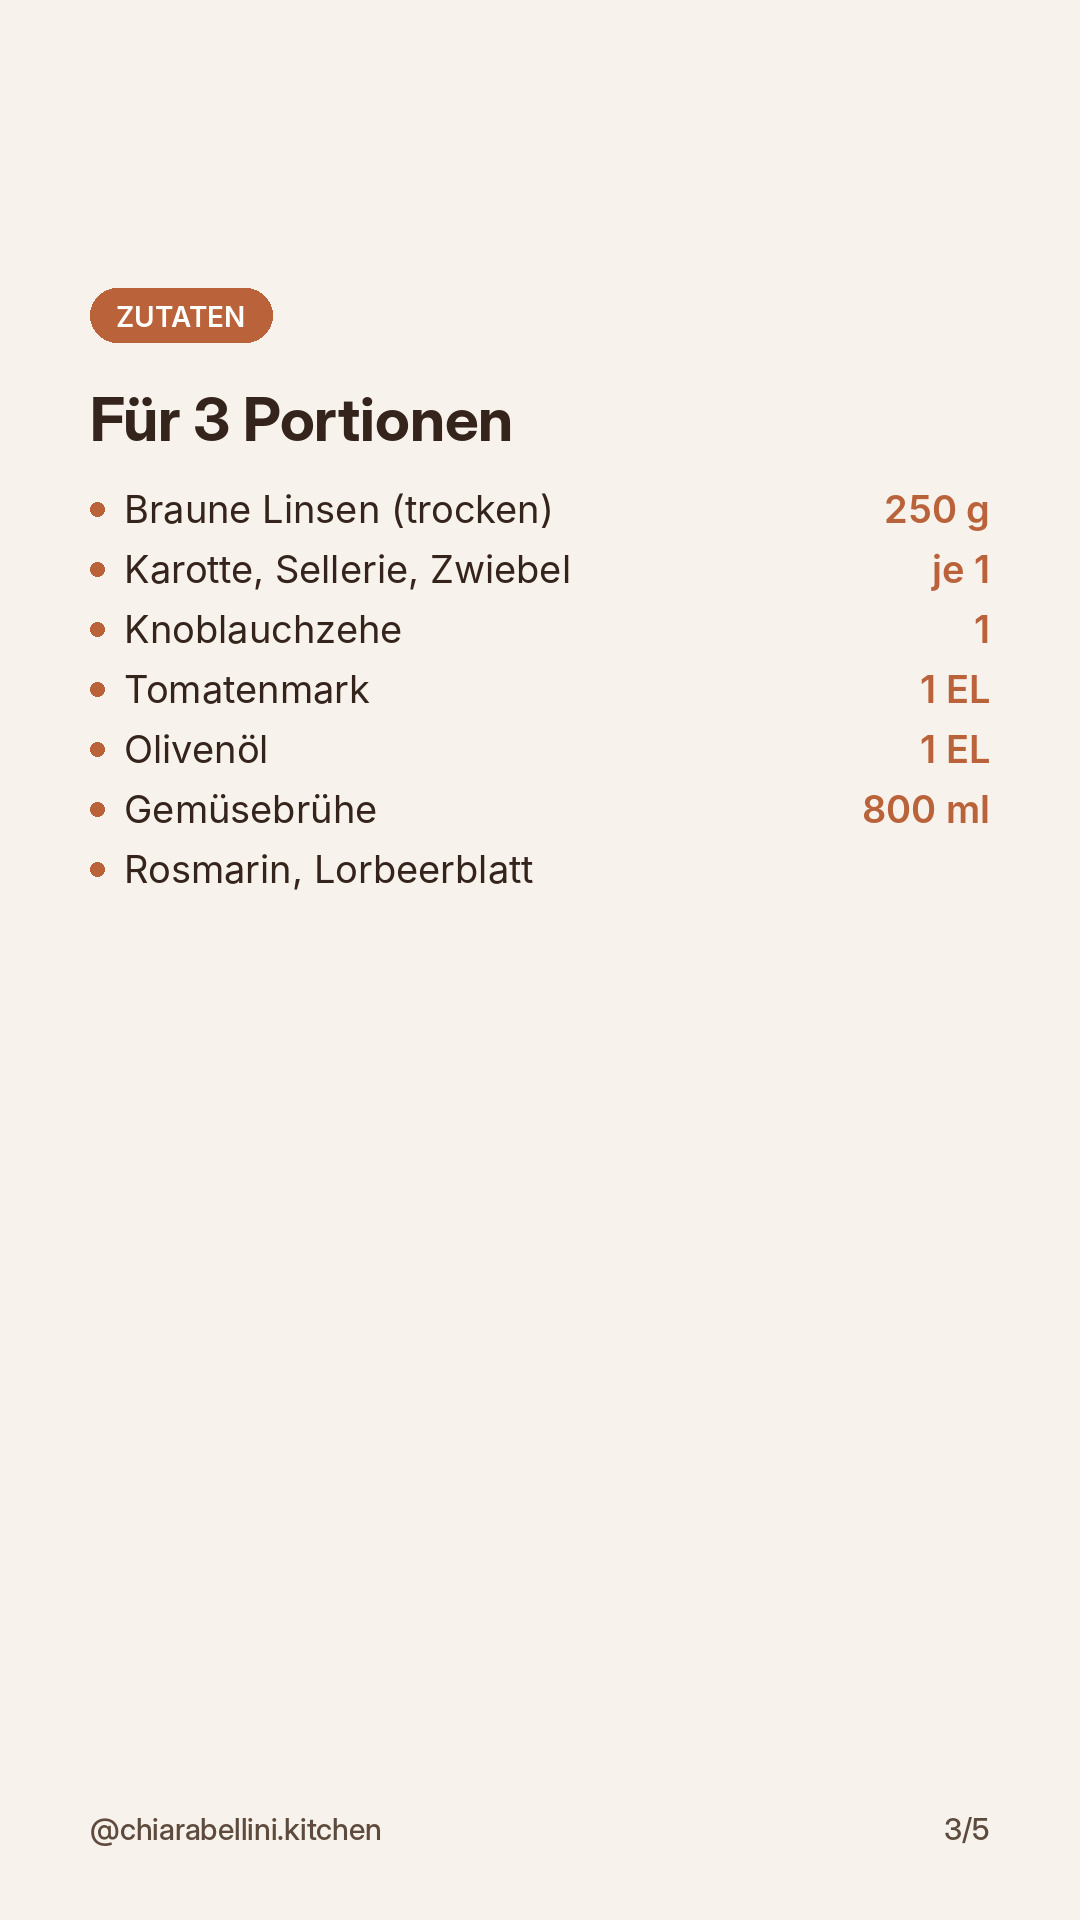 ZUTATEN
Für 3 Portionen
Braune Linsen (trocken) 250 g
Karotte, Sellerie, Zwiebel je 1
Knoblauchzehe 1
Tomatenmark 1 EL
Olivenöl 1 EL
Gemüsebrühe 800 ml
Rosmarin, Lorbeerblatt
@chiarabellini.kitchen 3/5